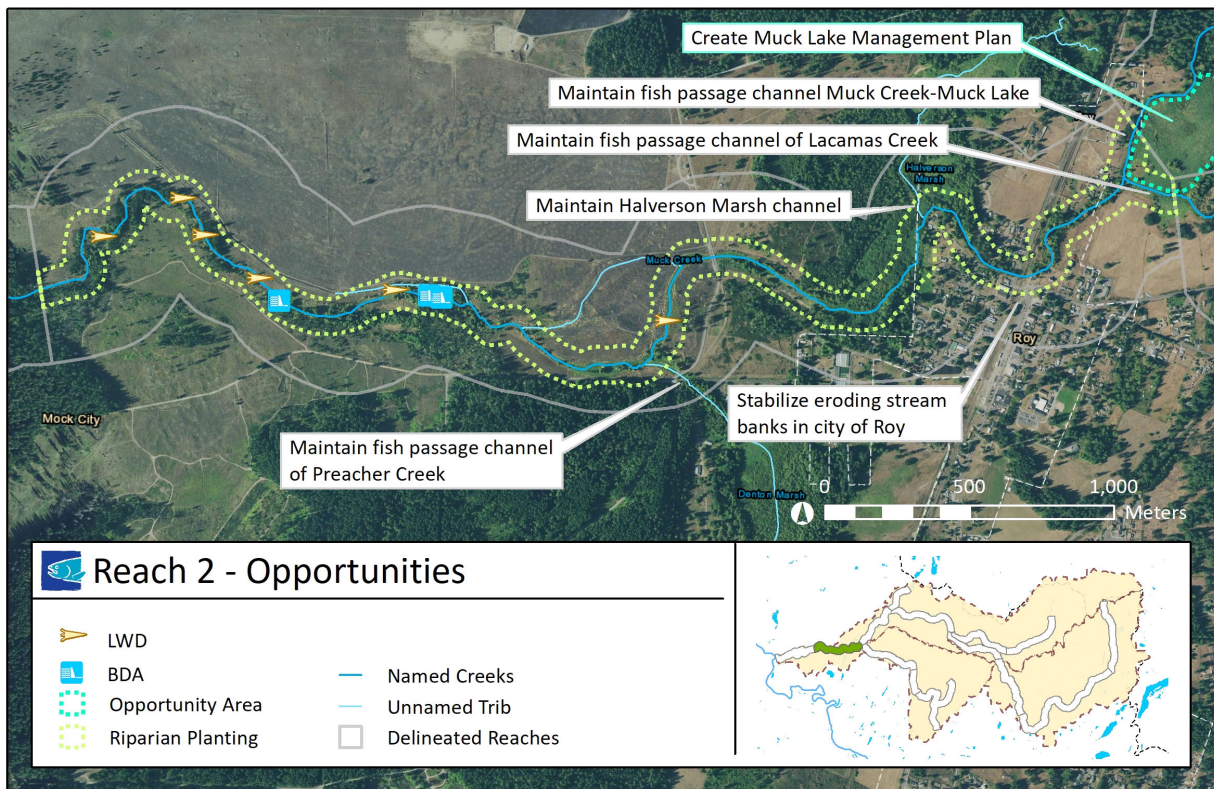 Create Muck Lake Management Plan
Maintain fish passage channel Muck Creek-Muck Lake
Maintain fish passage channel of Lacamas Creek
Halverson
Marsh
Maintain Halverson Marsh channel
Muck Creek
Roy
Mock City
Stabilize eroding stream
banks in city of Roy
Maintain fish passage channel
of Preacher Creek
Denton Marsh
0 500 1,000
Meters
Reach 2 - Opportunities
LWD
BDA
Opportunity Area
Riparian Planting
Named Creeks
Unnamed Trib
Delineated Reaches